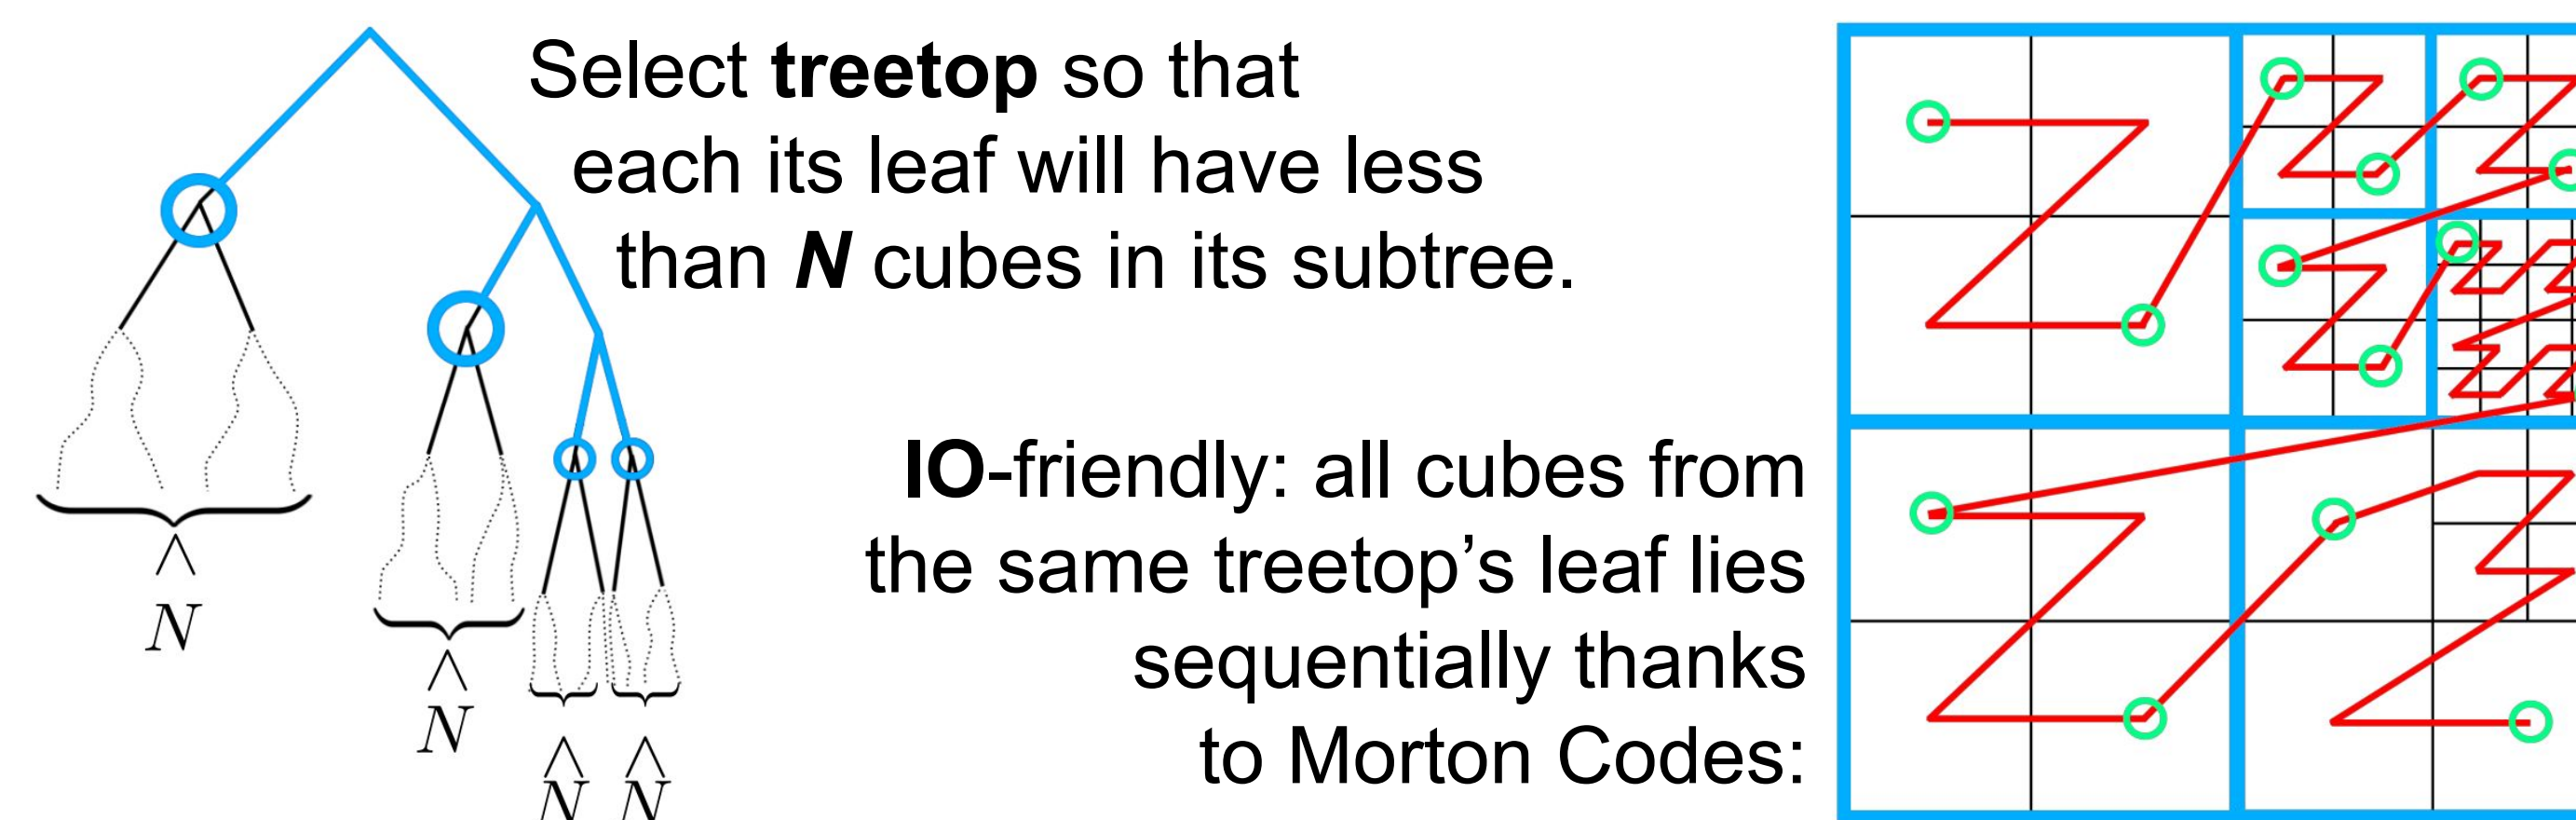 Select treetop so that
each its leaf will have less
than N cubes in its subtree.
IO-friendly: all cubes from
the same treetop’s leaf lies
sequentially thanks
to Morton Codes:
N
N
N N